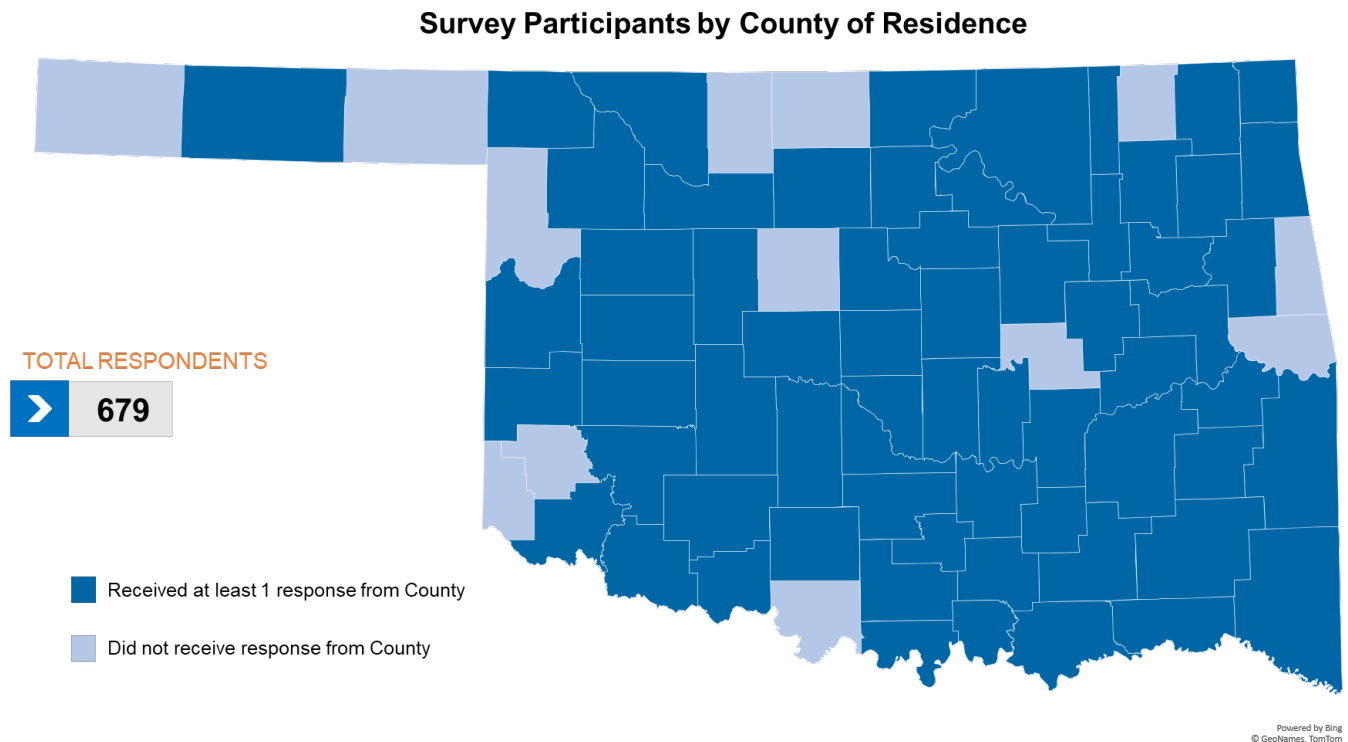 Survey Participants by County of Residence
TOTAL RESPONDENTS
679
Received at least 1 response from County
Did not receive response from County
Powered by Bing
© GeoNames, TomTom